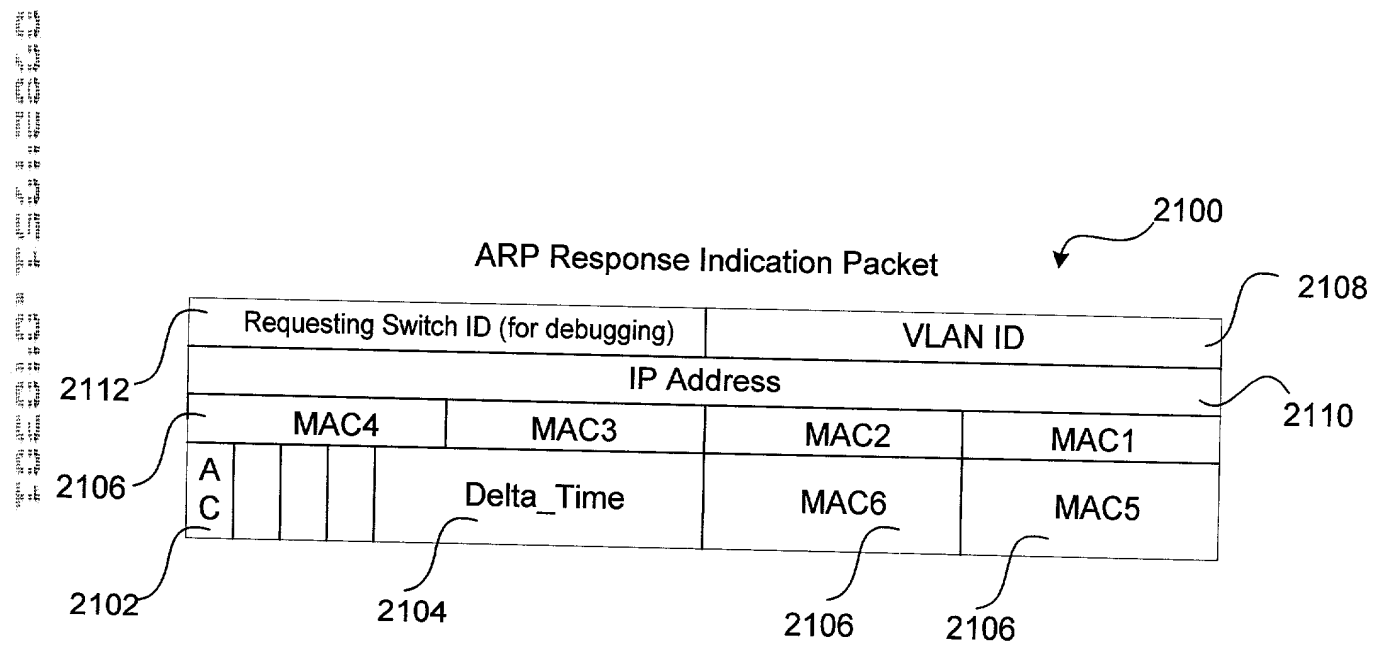 2100
ARP Response Indication Packet
2108
Requesting Switch ID (for debugging) VLAN ID
2112
IP Address
2110
MAC4 MAC3 MAC2 MAC1
2106
A
C
Delta_Time MAC6 MAC5
2102 2104 2106 2106